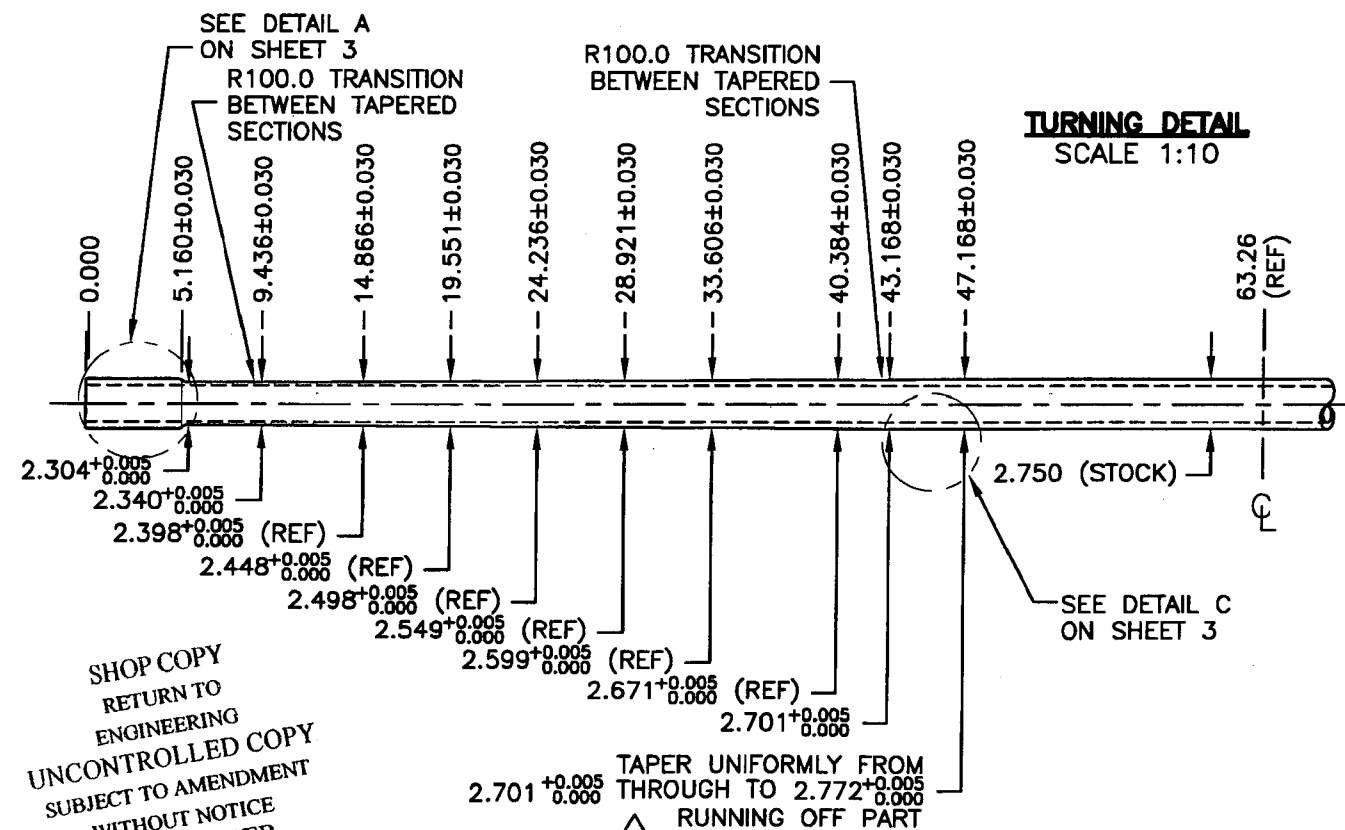 SEE DETAIL A
ON SHEET 3
R100.0 TRANSITION
BETWEEN TAPERED
SECTIONS
R100.0 TRANSITION
BETWEEN TAPERED
SECTIONS
TURNING DETAIL
SCALE 1:10
0.000
5.160±0.030
9.436±0.030
14.866±0.030
19.551±0.030
24.236±0.030
28.921±0.030
33.606±0.030
40.384±0.030
43.168±0.030
47.168±0.030
63.26
(REF)
2.304+0.005 0.000
2.340+0.005 0.000
2.398+0.005 0.000 (REF)
2.448+0.005 0.000 (REF)
2.498+0.005 0.000 (REF)
2.549+0.005 0.000 (REF)
2.599+0.005 0.000 (REF)
2.671+0.005 0.000 (REF)
2.701+0.005 0.000
2.750 (STOCK)
℄
SEE DETAIL C
ON SHEET 3
TAPER UNIFORMLY FROM
2.701 +0.005 0.000 THROUGH TO 2.772+0.005 0.000
RUNNING OFF PART
SHOP COPY
RETURN TO
ENGINEERING
UNCONTROLLED COPY
SUBJECT TO AMENDMENT
WITHOUT NOTICE